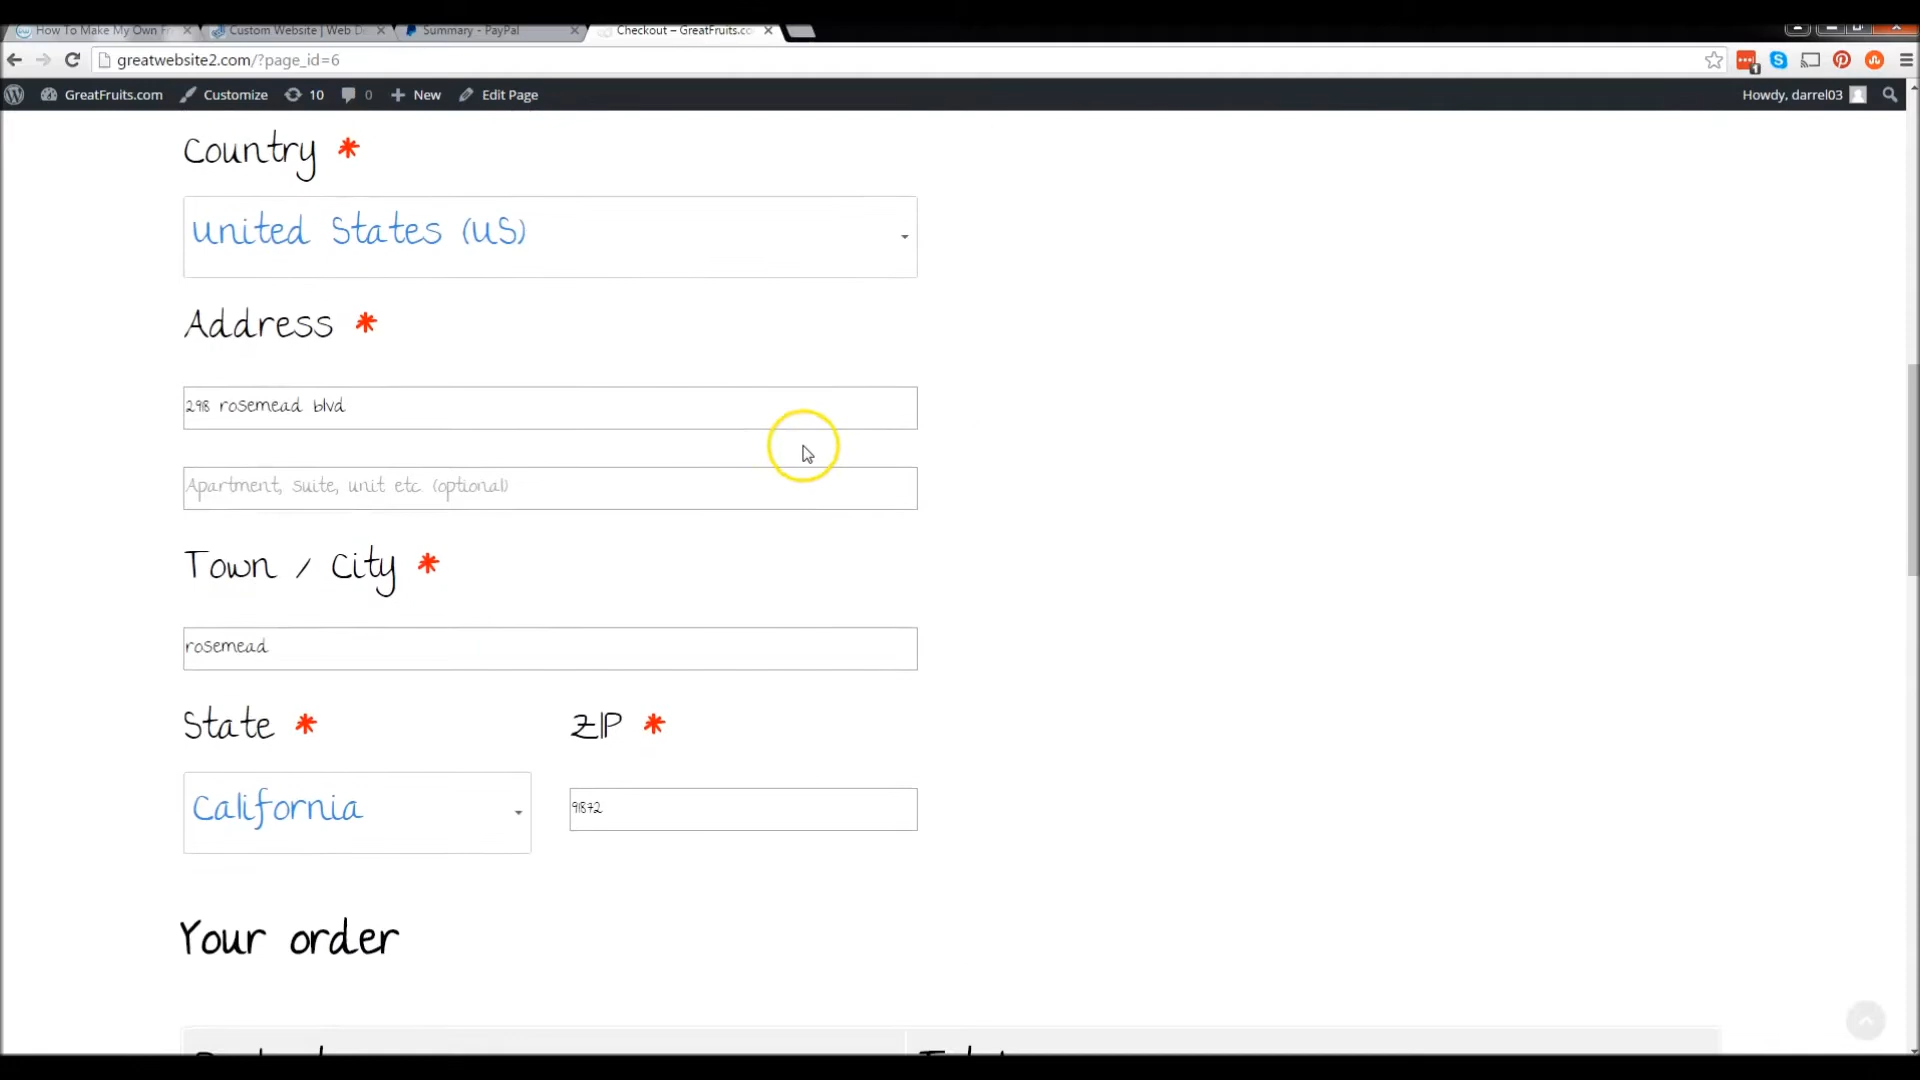 How To Make My Own F
Custom Website | Web De
Summary - PayPal
Checkout – GreatFruits.co
greatwebsite2.com/?page_id=6
GreatFruits.com
Customize
10
0
New
Edit Page
Howdy, darrel03
Country *
United States (US)
Address *
298 rosemead blvd
Apartment, suite, unit etc. (optional)
Town / City *
rosemead
State *
ZIP *
California
91872
Your order